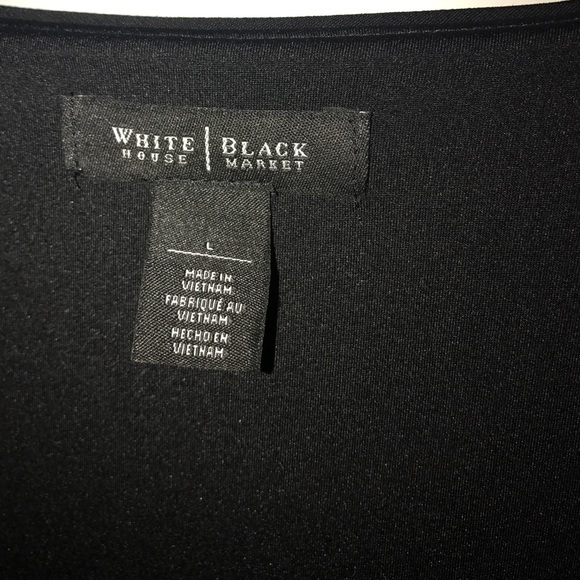 WHITE | BLACK
HOUSE | MARKET
L
MADE IN
VIETNAM
FABRIQUÉ AU
VIETNAM
HECHO EN
VIETNAM